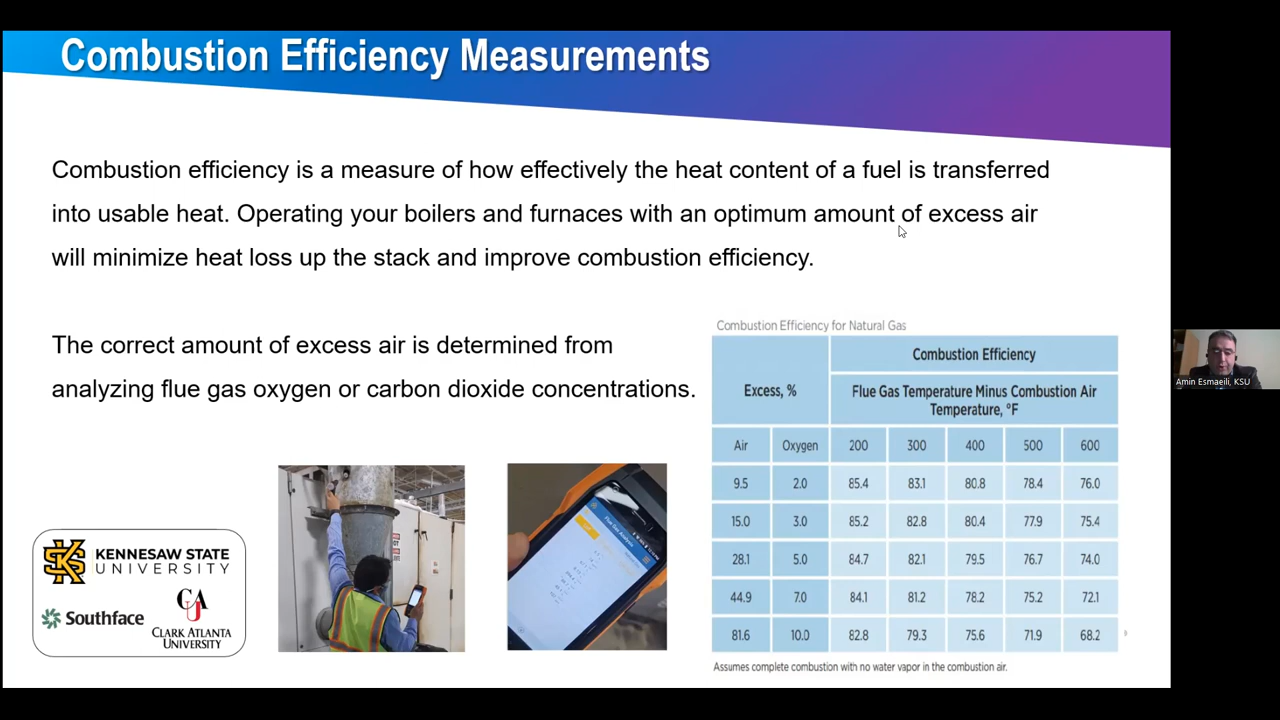 Combustion Efficiency Measurements
Combustion efficiency is a measure of how effectively the heat content of a fuel is transferred
into usable heat. Operating your boilers and furnaces with an optimum amount of excess air
will minimize heat loss up the stack and improve combustion efficiency.
The correct amount of excess air is determined from
analyzing flue gas oxygen or carbon dioxide concentrations.
Combustion Efficiency for Natural Gas
Excess, %
Combustion Efficiency
Flue Gas Temperature Minus Combustion Air
Temperature, °F
Air Oxygen 200 300 400 500 600
9.5 2.0 85.4 83.1 80.8 78.4 76.0
15.0 3.0 85.2 82.8 80.4 77.9 75.4
28.1 5.0 84.7 82.1 79.5 76.7 74.0
44.9 7.0 84.1 81.2 78.2 75.2 72.1
81.6 10.0 82.8 79.3 75.6 71.9 68.2
Assumes complete combustion with no water vapor in the combustion air.
KENNESAW STATE
UNIVERSITY
Southface
CLARK ATLANTA
UNIVERSITY
Flue Gas Analysis
Amin Esmaeili, KSU